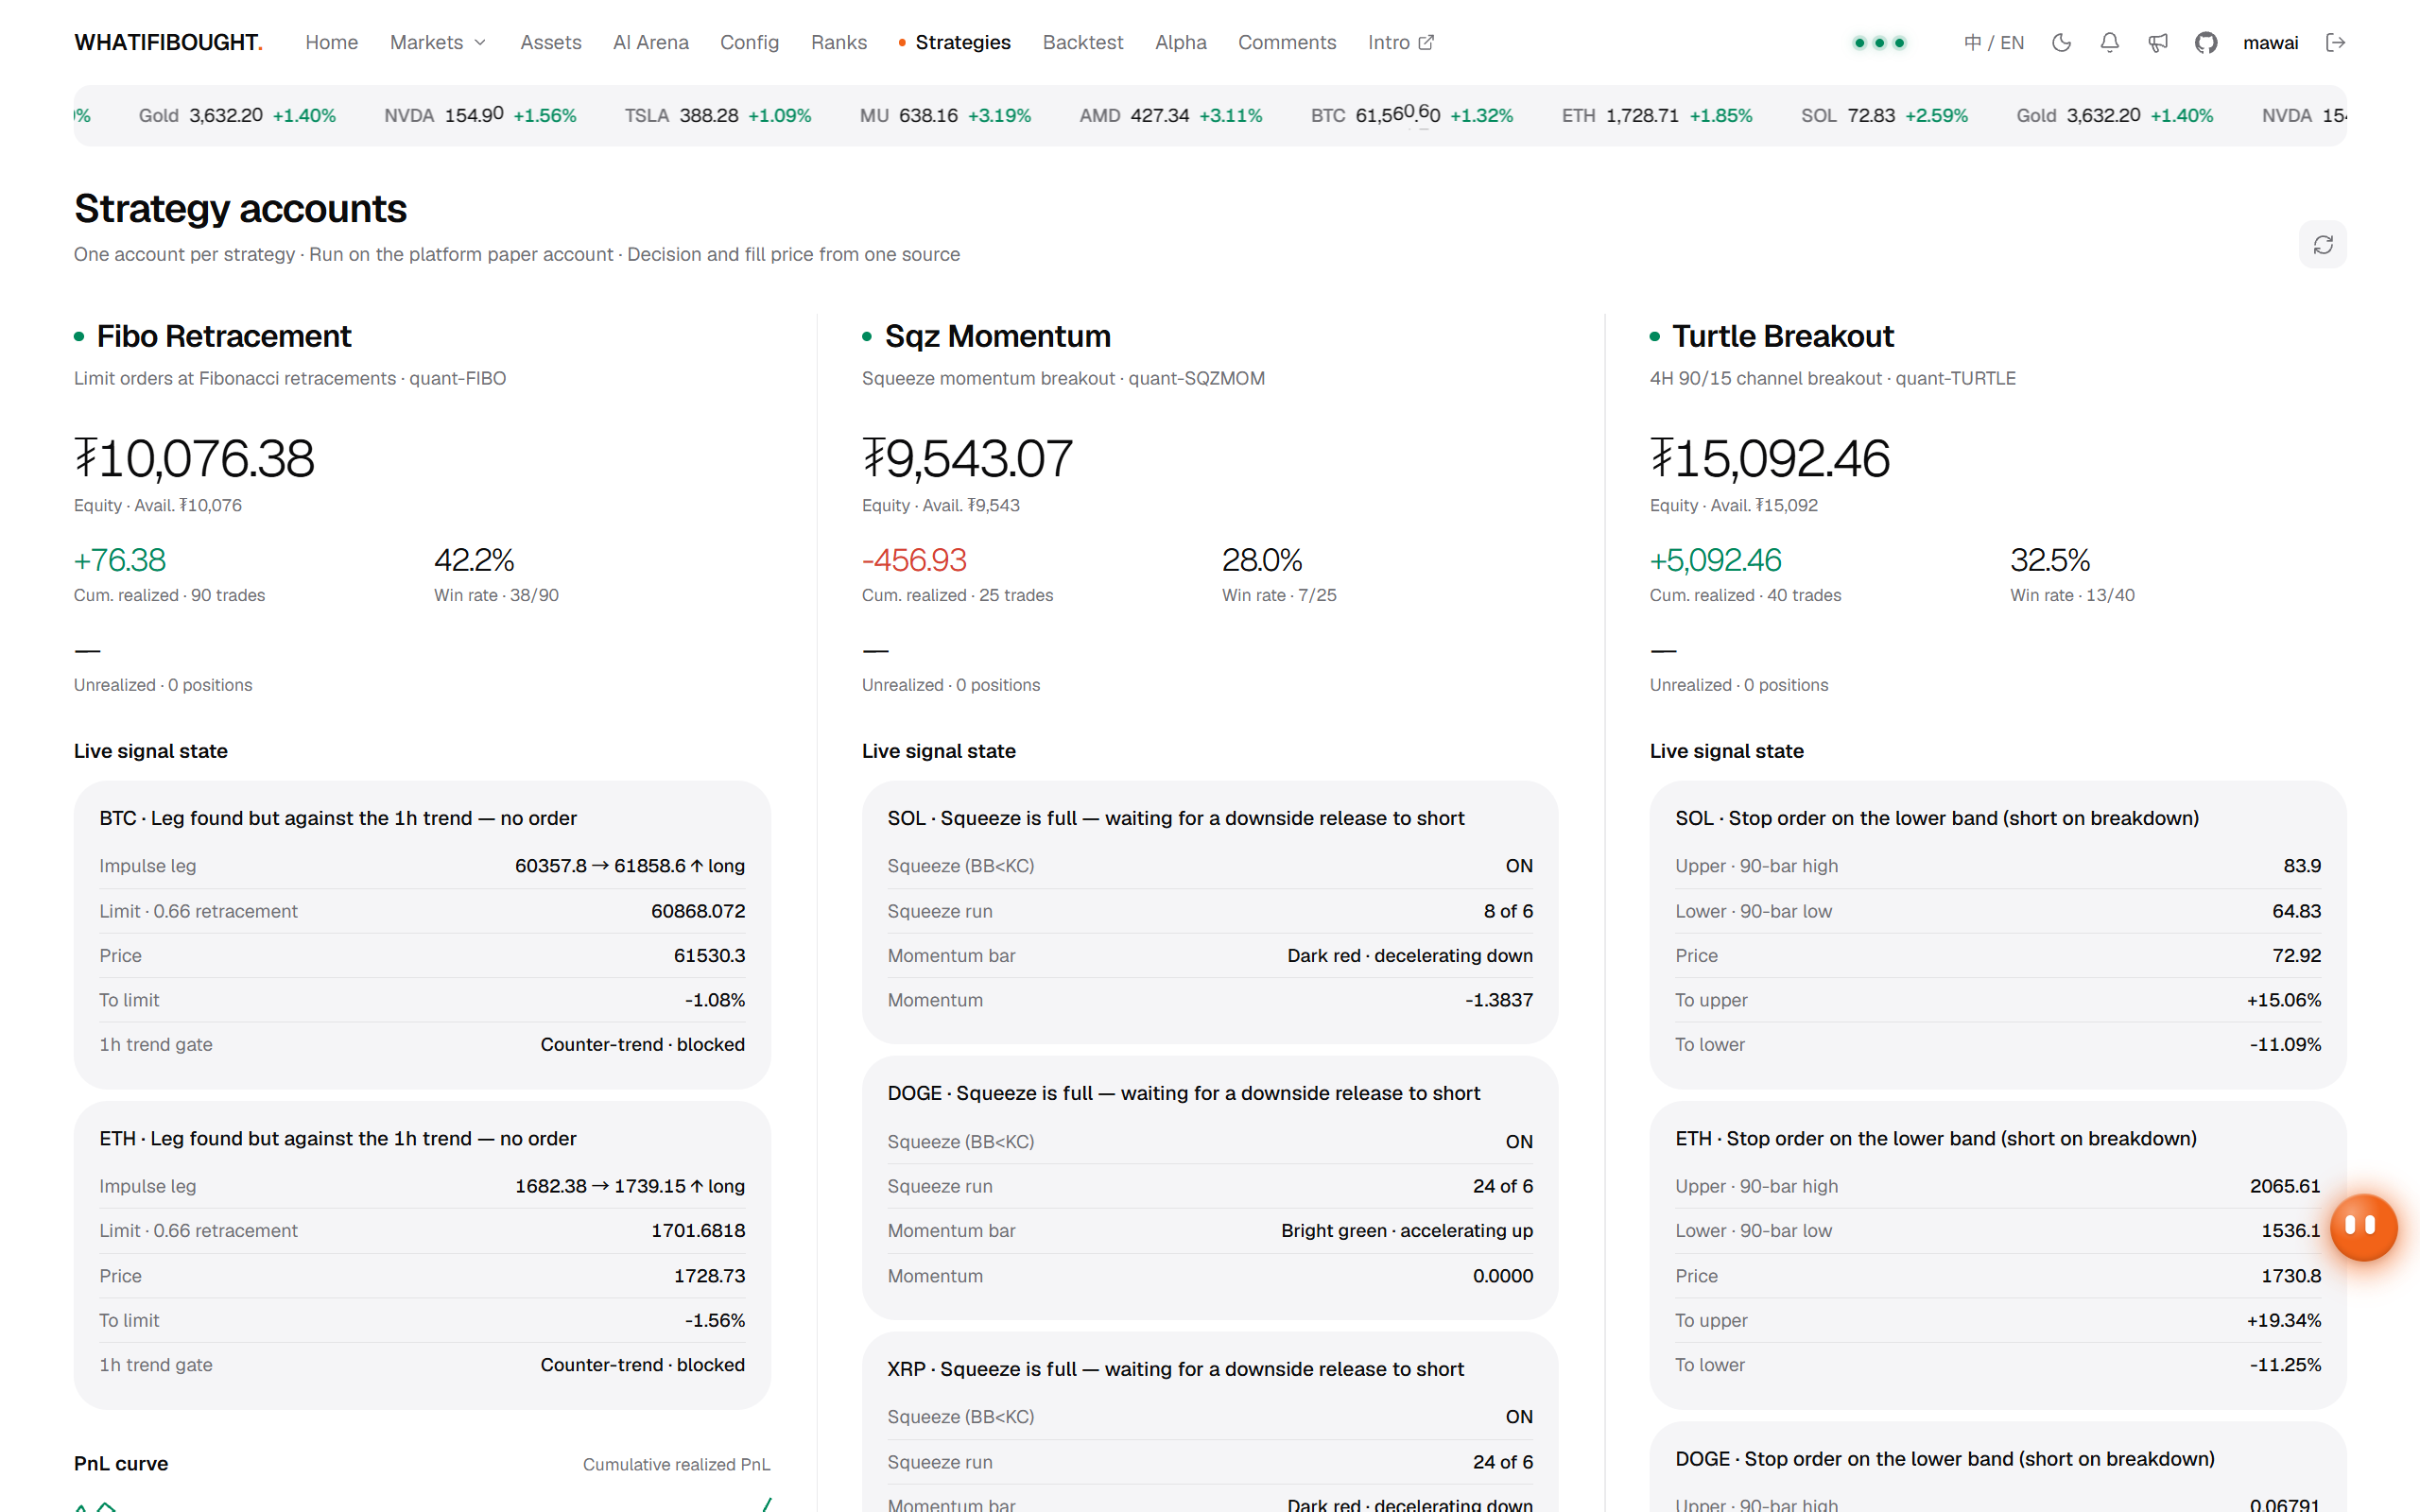 WHATIFIBOUGHT. Home Markets Assets AI Arena Config Ranks Strategies Backtest Alpha Comments Intro 中 / EN mawai
% Gold 3,632.20 +1.40% NVDA 154.90 +1.56% TSLA 388.28 +1.09% MU 638.16 +3.19% AMD 427.34 +3.11% BTC 61,560.60 +1.32% ETH 1,728.71 +1.85% SOL 72.83 +2.59% Gold 3,632.20 +1.40% NVDA
Strategy accounts
One account per strategy · Run on the platform paper account · Decision and fill price from one source
Fibo Retracement
Limit orders at Fibonacci retracements · quant-FIBO
₮10,076.38
Equity · Avail. ₮10,076
+76.38 42.2%
Cum. realized · 90 trades Win rate · 38/90
—
Unrealized · 0 positions
Live signal state
BTC · Leg found but against the 1h trend — no order
Impulse leg 60357.8 → 61858.6 ↑ long
Limit · 0.66 retracement 60868.072
Price 61530.3
To limit -1.08%
1h trend gate Counter-trend · blocked
ETH · Leg found but against the 1h trend — no order
Impulse leg 1682.38 → 1739.15 ↑ long
Limit · 0.66 retracement 1701.6818
Price 1728.73
To limit -1.56%
1h trend gate Counter-trend · blocked
PnL curve Cumulative realized PnL
Sqz Momentum
Squeeze momentum breakout · quant-SQZMOM
₮9,543.07
Equity · Avail. ₮9,543
-456.93 28.0%
Cum. realized · 25 trades Win rate · 7/25
—
Unrealized · 0 positions
Live signal state
SOL · Squeeze is full — waiting for a downside release to short
Squeeze (BB<KC) ON
Squeeze run 8 of 6
Momentum bar Dark red · decelerating down
Momentum -1.3837
DOGE · Squeeze is full — waiting for a downside release to short
Squeeze (BB<KC) ON
Squeeze run 24 of 6
Momentum bar Bright green · accelerating up
Momentum 0.0000
XRP · Squeeze is full — waiting for a downside release to short
Squeeze (BB<KC) ON
Squeeze run 24 of 6
Momentum bar Dark red · decelerating down
Turtle Breakout
4H 90/15 channel breakout · quant-TURTLE
₮15,092.46
Equity · Avail. ₮15,092
+5,092.46 32.5%
Cum. realized · 40 trades Win rate · 13/40
—
Unrealized · 0 positions
Live signal state
SOL · Stop order on the lower band (short on breakdown)
Upper · 90-bar high 83.9
Lower · 90-bar low 64.83
Price 72.92
To upper +15.06%
To lower -11.09%
ETH · Stop order on the lower band (short on breakdown)
Upper · 90-bar high 2065.61
Lower · 90-bar low 1536.1
Price 1730.8
To upper +19.34%
To lower -11.25%
DOGE · Stop order on the lower band (short on breakdown)
Upper · 90-bar high 0.06791